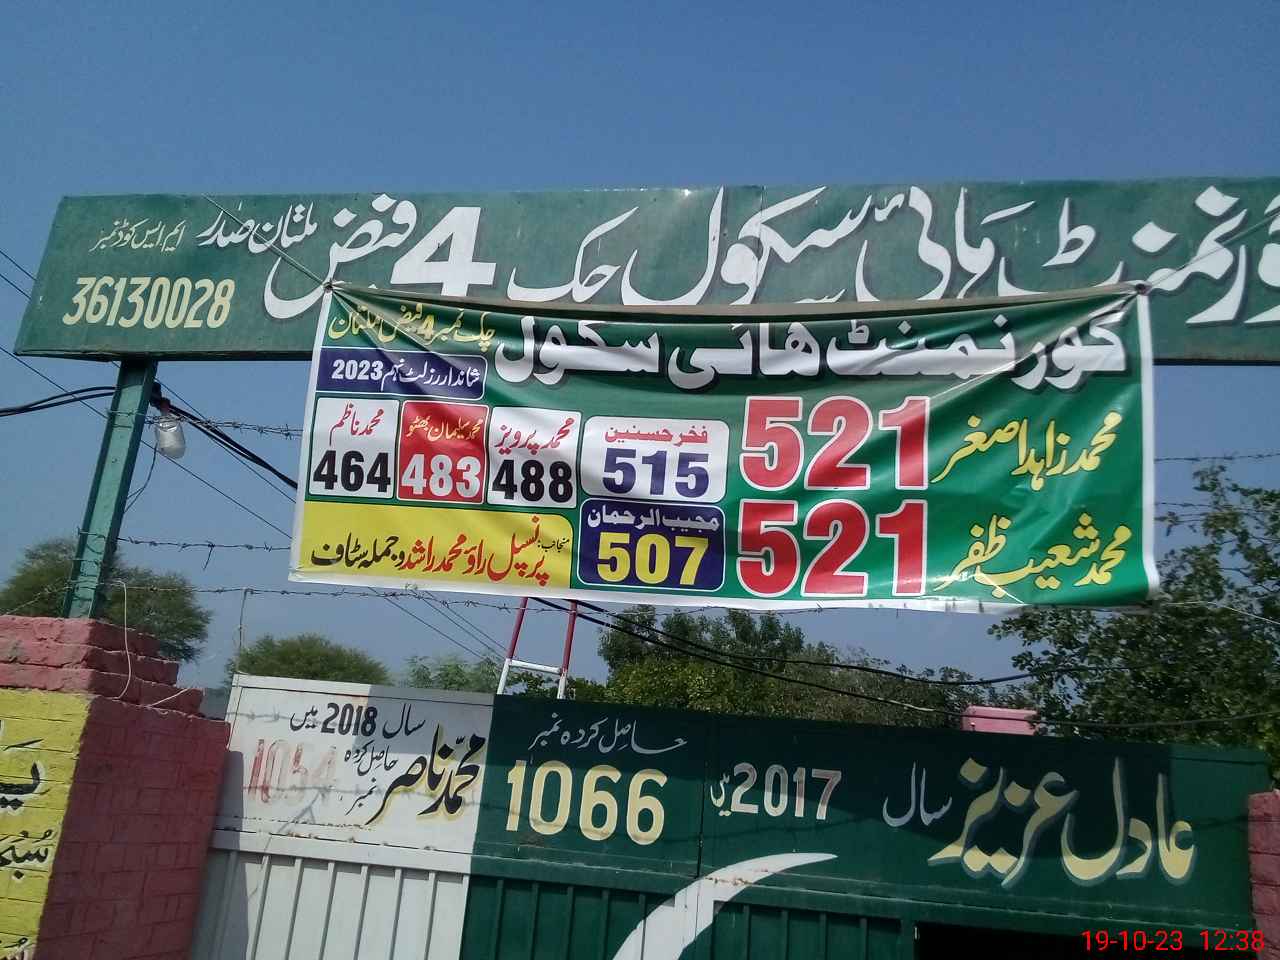 گورنمنٹ ہائی سکول چک 4 فیض ملتان صدر
ایم ایس کوڈ نمبر
36130028
گورنمنٹ ھائی سکول
چک نمبر 4 فیض ملتان
شاندار رزلٹ نہم 2023
محمد زاہد اصغر 521
محمد شعیب ظفر 521
فخر حسنین
515
مجیب الرحمان
507
محمد پرویز
488
محمد سلیمان بھٹو
483
محمد ناظم
464
منجانب: پرنسپل راؤ محمد راشد و جملہ سٹاف
عادل عزیز سال 2017 میں
حاصل کردہ نمبر
1066
محمد ناصر سال 2018 میں
حاصل کردہ نمبر
1054
19-10-23 12:38